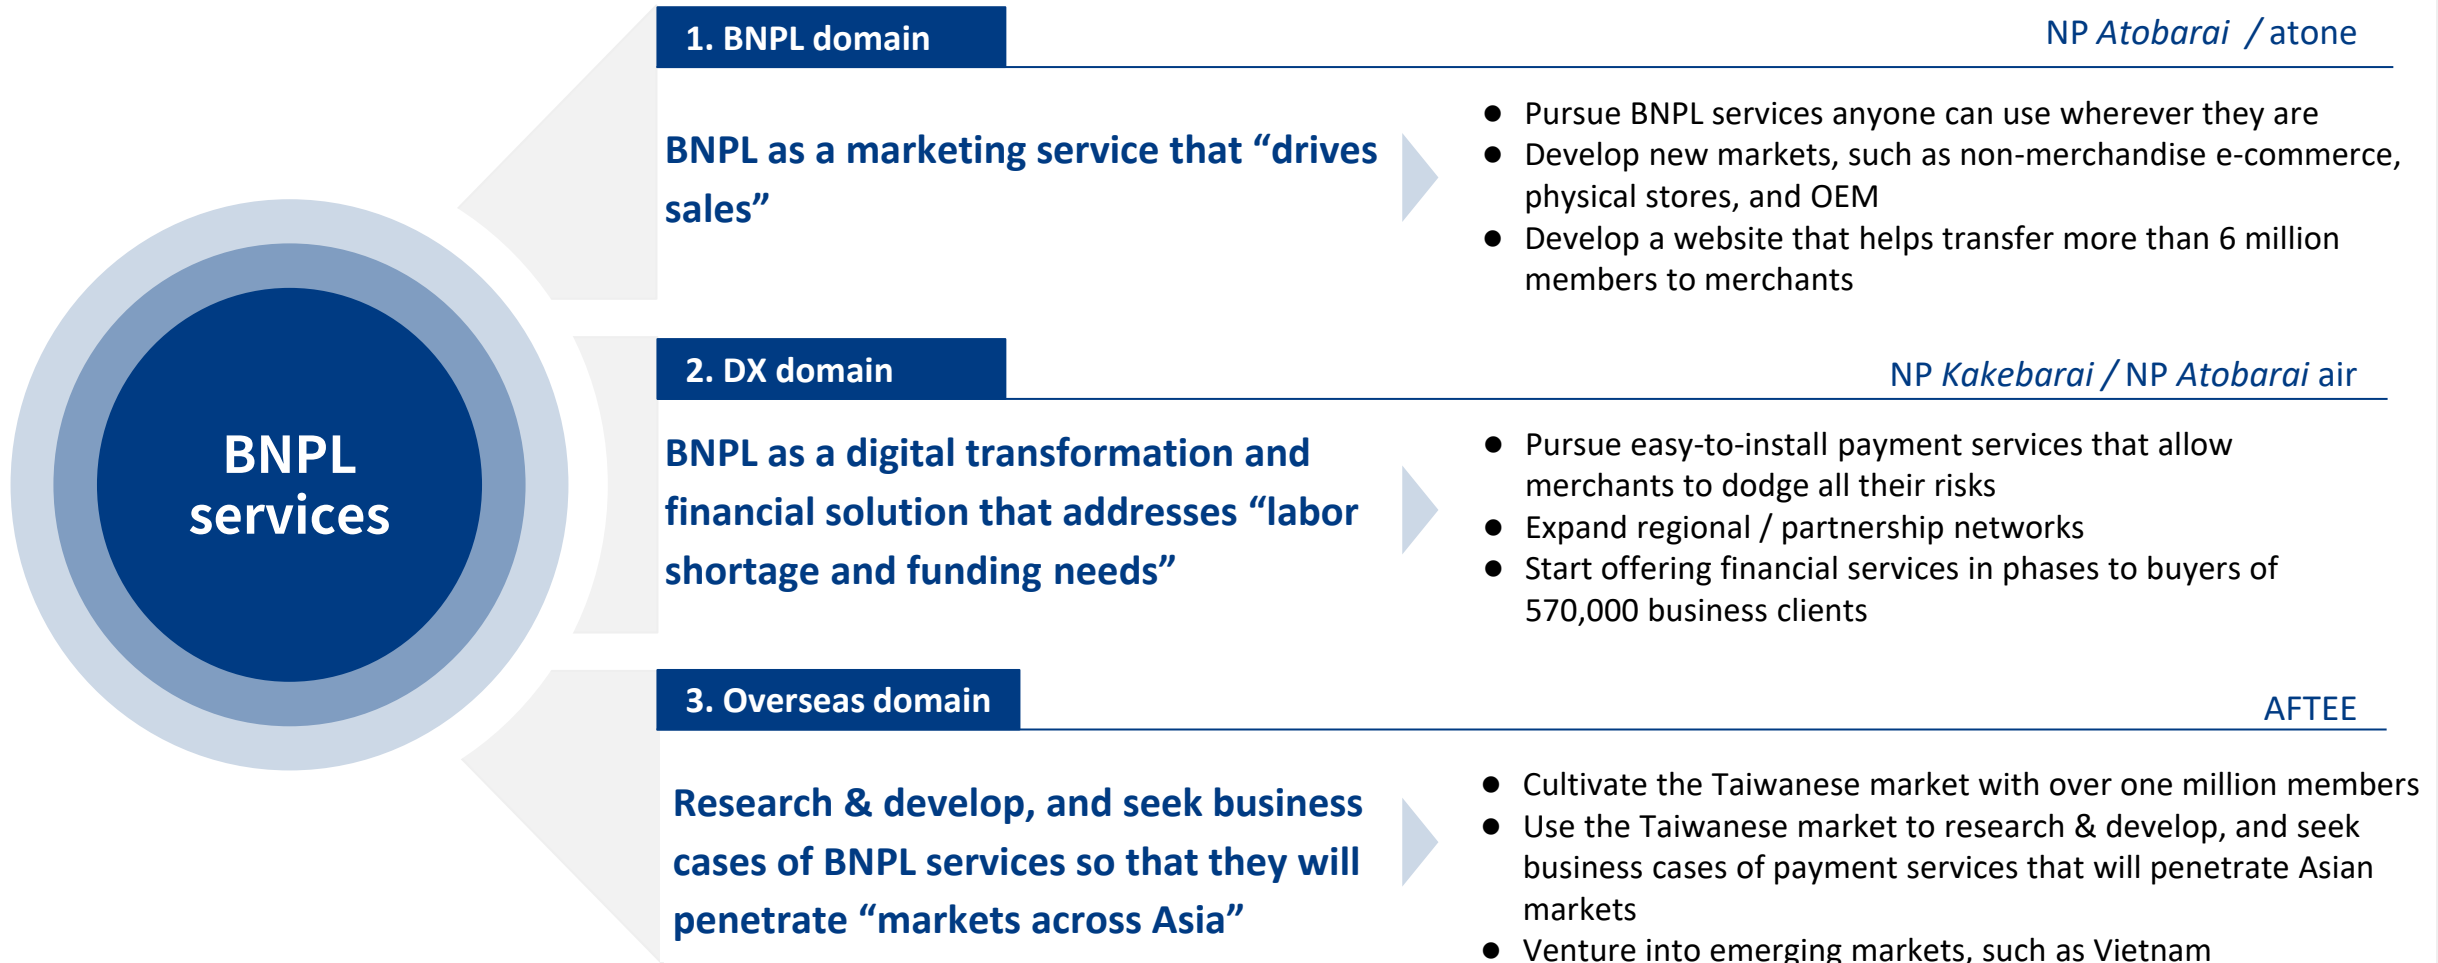 BNPL
services
1. BNPL domain
NP Atobarai / atone
BNPL as a marketing service that “drives
sales”
● Pursue BNPL services anyone can use wherever they are
● Develop new markets, such as non-merchandise e-commerce,
physical stores, and OEM
● Develop a website that helps transfer more than 6 million
members to merchants
2. DX domain
NP Kakebarai / NP Atobarai air
BNPL as a digital transformation and
financial solution that addresses “labor
shortage and funding needs”
● Pursue easy-to-install payment services that allow
merchants to dodge all their risks
● Expand regional / partnership networks
● Start offering financial services in phases to buyers of
570,000 business clients
3. Overseas domain
AFTEE
Research & develop, and seek business
cases of BNPL services so that they will
penetrate “markets across Asia”
● Cultivate the Taiwanese market with over one million members
● Use the Taiwanese market to research & develop, and seek
business cases of payment services that will penetrate Asian
markets
● Venture into emerging markets, such as Vietnam